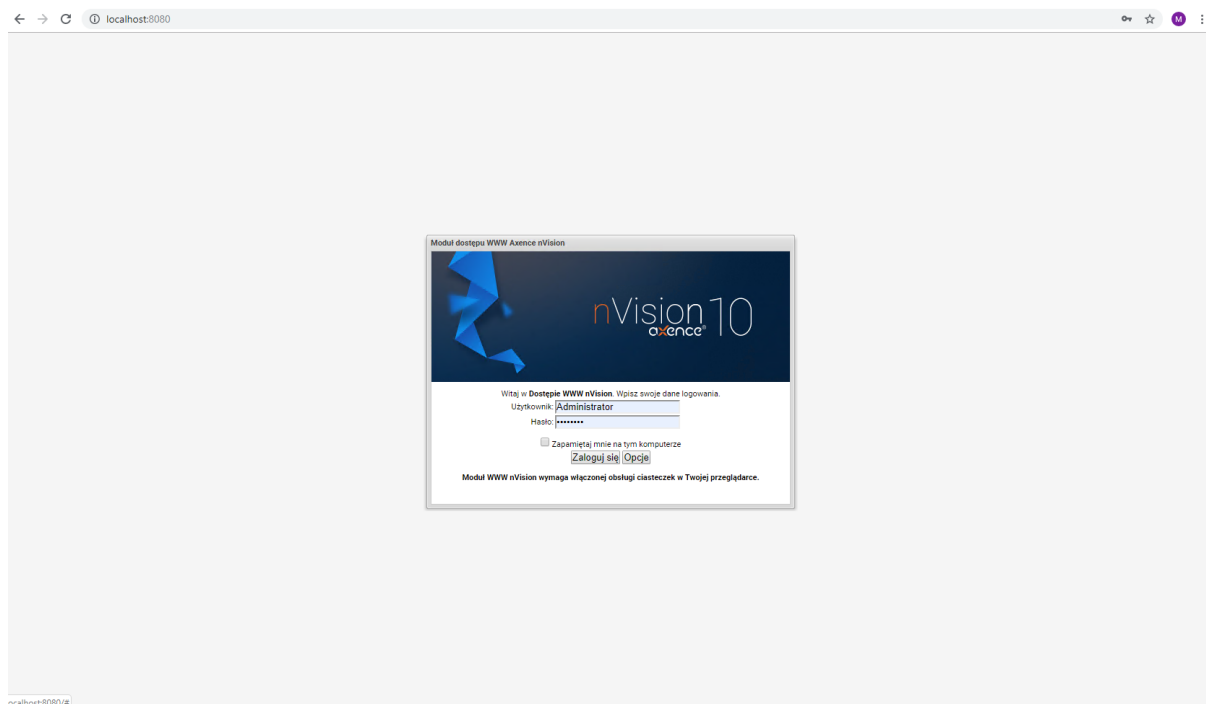 localhost:8080
M
Moduł dostępu WWW Axence nVision
nVision 10
axence®
Witaj w Dostępie WWW nVision. Wpisz swoje dane logowania.
Użytkownik: Administrator
Hasło: ••••••••
Zapamiętaj mnie na tym komputerze
Zaloguj się Opcje
Moduł WWW nVision wymaga włączonej obsługi ciasteczek w Twojej przeglądarce.
ocalhost:8080/#